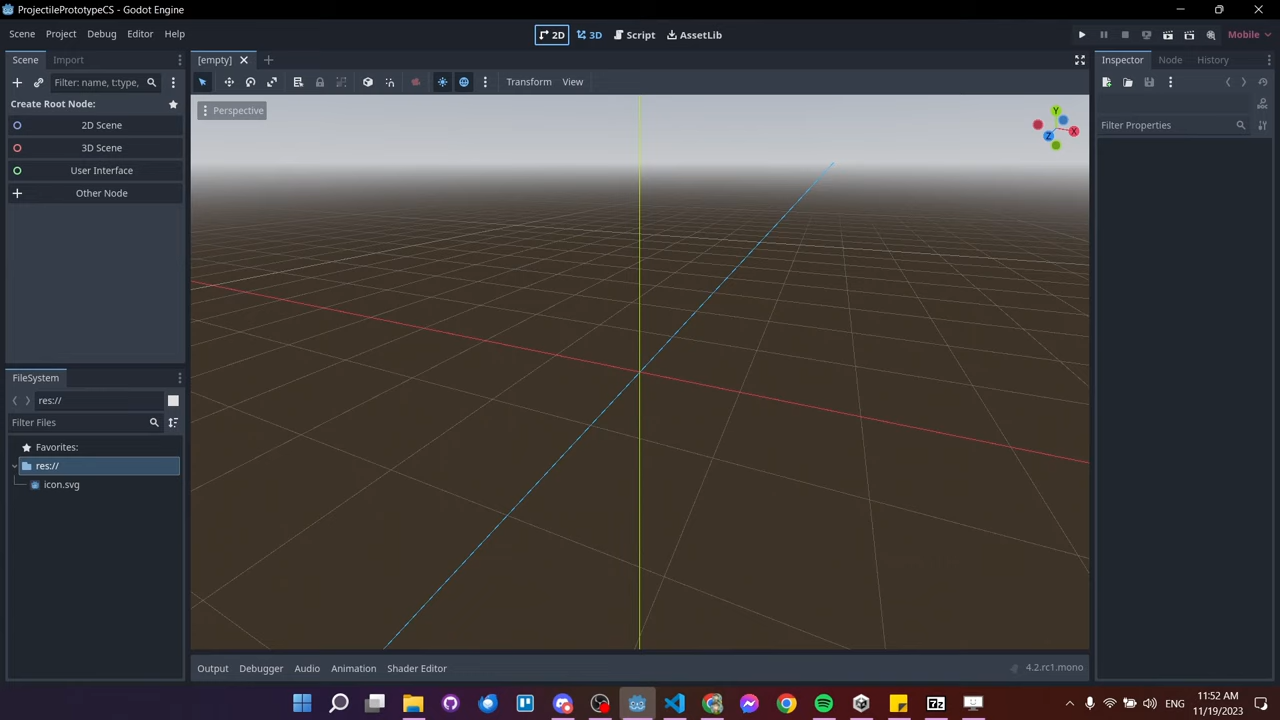 ProjectilePrototypeCS - Godot Engine
Scene Project Debug Editor Help
2D 3D Script AssetLib
Mobile
Scene Import
[empty]
Inspector Node History
Filter: name, t:type,
Transform View
Create Root Node:
Perspective
Y
X
Z
Filter Properties
2D Scene
3D Scene
User Interface
Other Node
FileSystem
res://
Filter Files
Favorites:
res://
icon.svg
Output Debugger Audio Animation Shader Editor
4.2.rc1.mono
ENG
11:52 AM
11/19/2023